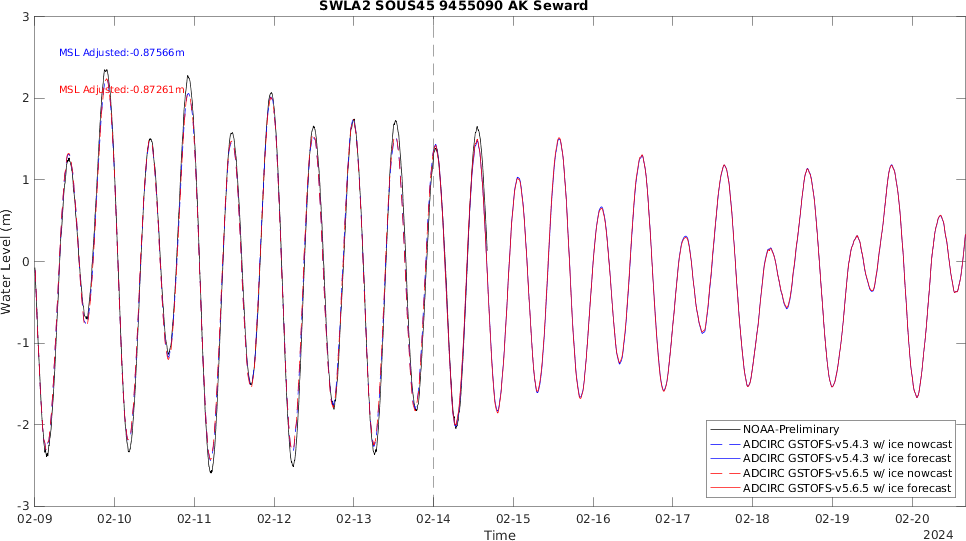 SWLA2 SOUS45 9455090 AK Seward
MSL Adjusted:-0.87566m
MSL Adjusted:-0.87261m
3
2
1
0
-1
-2
-3
Water Level (m)
NOAA-Preliminary
ADCIRC GSTOFS-v5.4.3 w/ ice nowcast
ADCIRC GSTOFS-v5.4.3 w/ ice forecast
ADCIRC GSTOFS-v5.6.5 w/ ice nowcast
ADCIRC GSTOFS-v5.6.5 w/ ice forecast
02-09 02-10 02-11 02-12 02-13 02-14 02-15 02-16 02-17 02-18 02-19 02-20
Time
2024